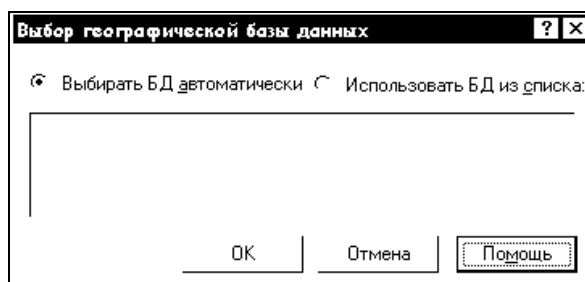 Выбор географической базы данных ? ×
Выбирать БД автоматически Использовать БД из списка:
OK Отмена Помощь